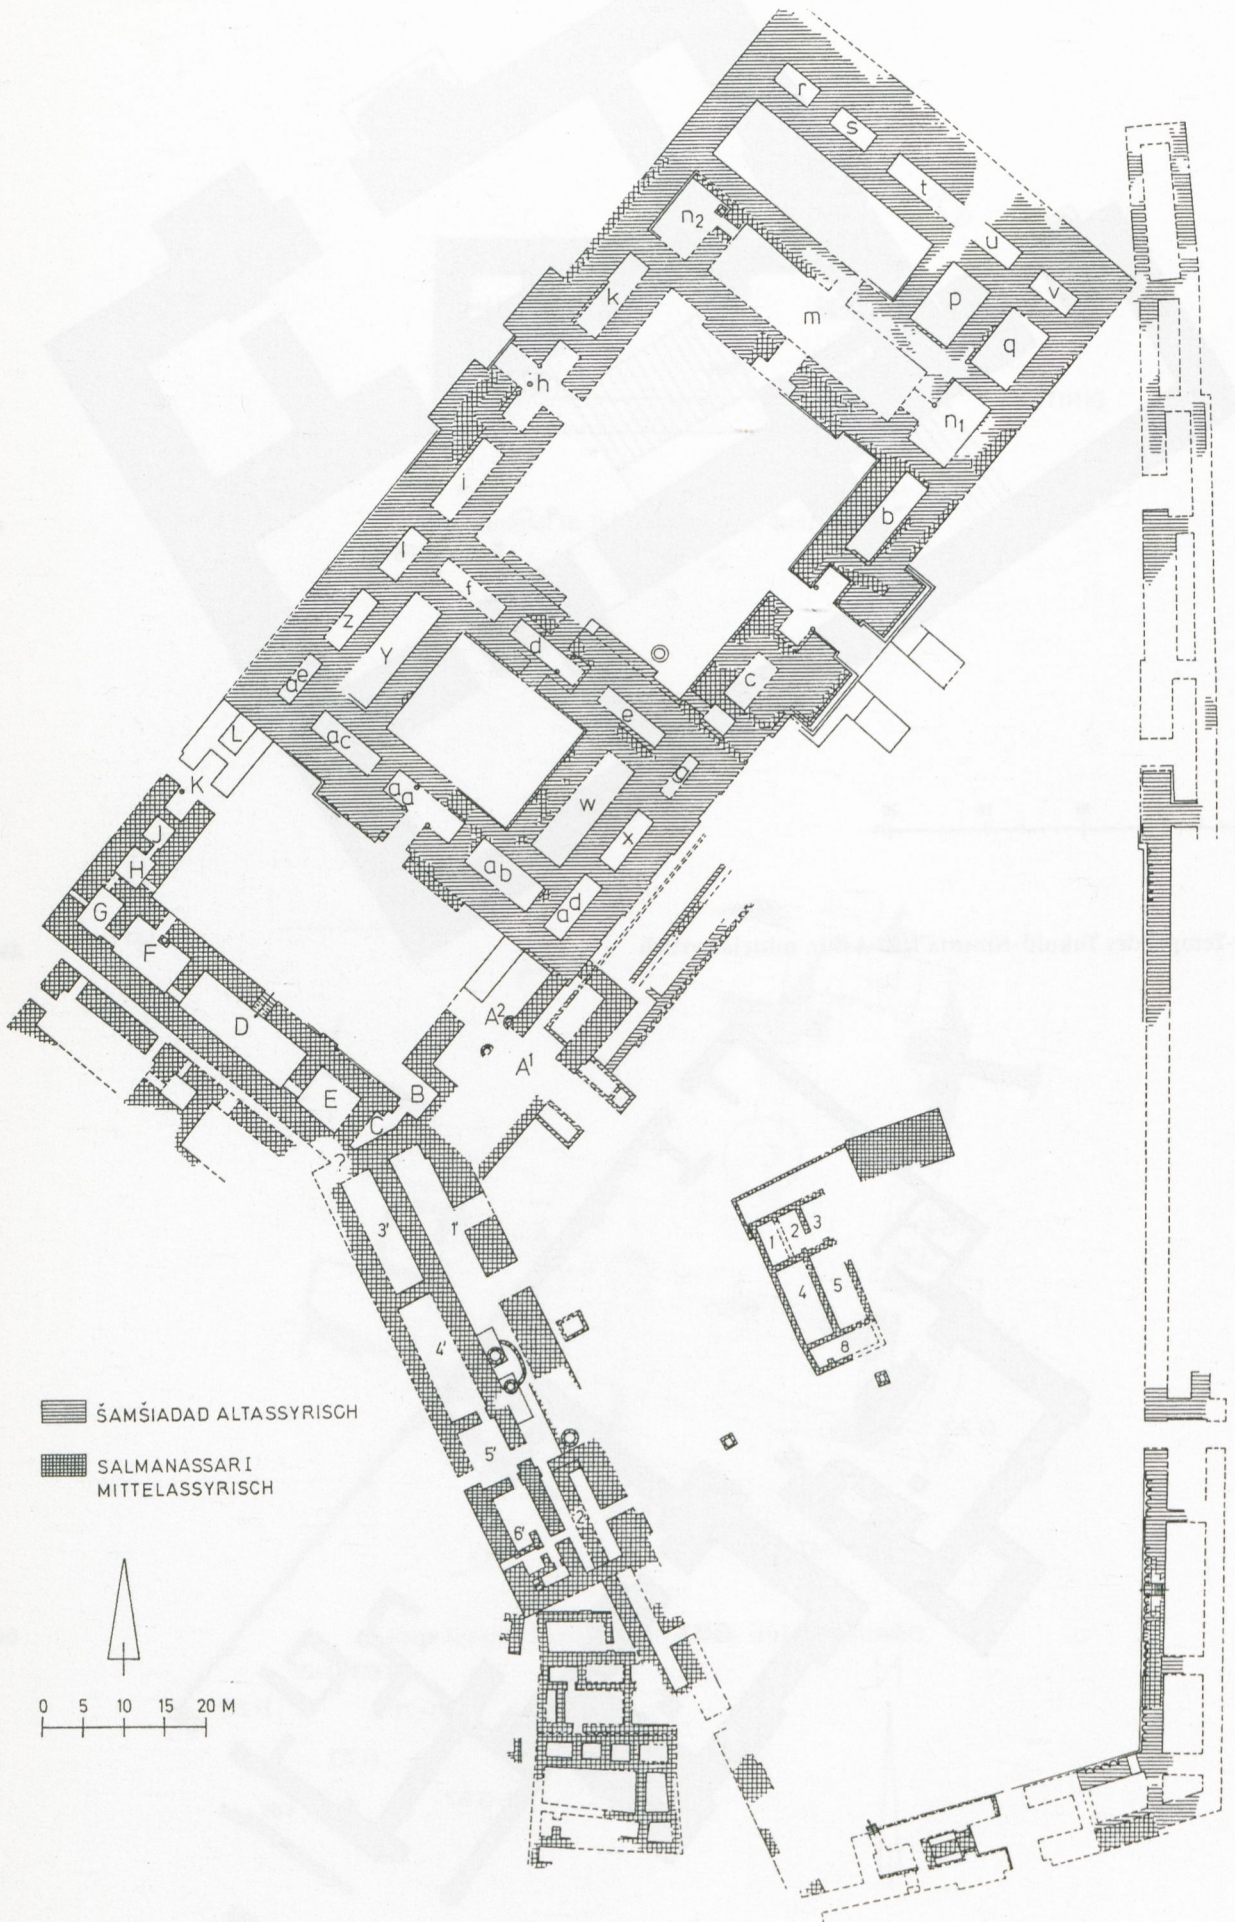 r
s
t
n₂
u
k
p
v
m
q
h
n₁
i
b
l
f
z
d
Y
c
ae
e
L
ac
g
K
aa
w
J
x
H
ab
G
ad
F
A²
D
A¹
B
E
C
?
3'
1'
1 2 3
4 5
4'
8
5'
2'
6'
ŠAMŠIADAD ALTASSYRISCH
SALMANASSAR I
MITTELASSYRISCH
0 5 10 15 20 M